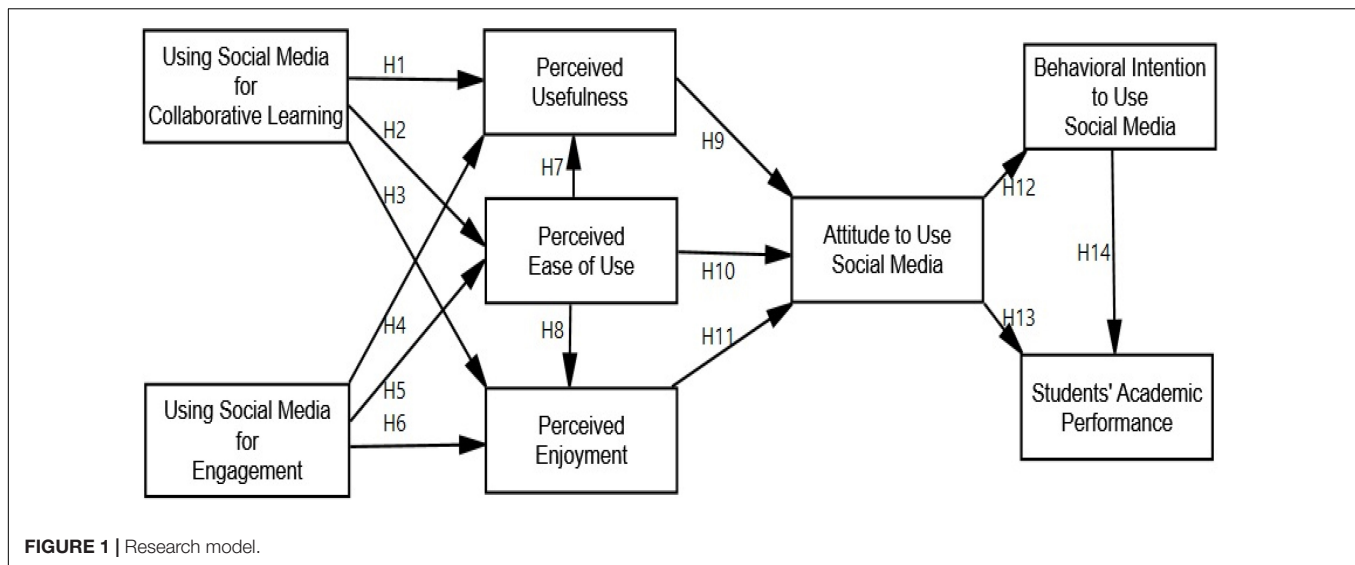 Using Social Media
for
Collaborative Learning
H1
H2
H3
Perceived
Usefulness
H7
H9
Behavioral Intention
to Use
Social Media
H12
Perceived
Ease of Use
H10
Attitude to Use
Social Media
H14
H4
H5
H6
H8
H11
H13
Using Social Media
for
Engagement
Perceived
Enjoyment
Students' Academic
Performance
FIGURE 1 | Research model.